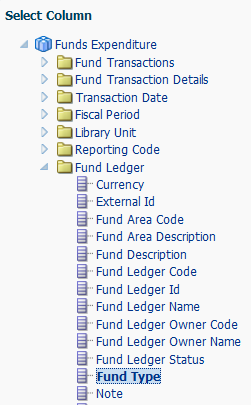 Select Column
Funds Expenditure
Fund Transactions
Fund Transaction Details
Transaction Date
Fiscal Period
Library Unit
Reporting Code
Fund Ledger
Currency
External Id
Fund Area Code
Fund Area Description
Fund Description
Fund Ledger Code
Fund Ledger Id
Fund Ledger Name
Fund Ledger Owner Code
Fund Ledger Owner Name
Fund Ledger Status
Fund Type
Note